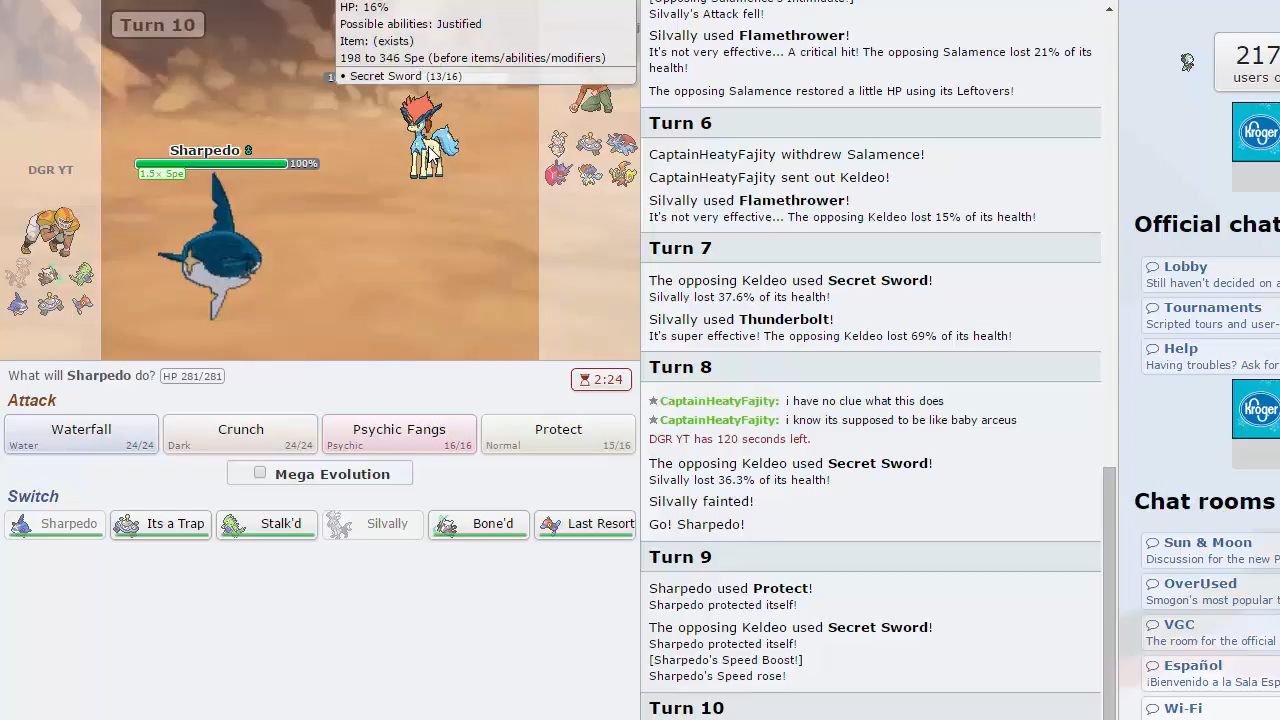 Turn 10
HP: 16%
Possible abilities: Justified
Item: (exists)
198 to 346 Spe (before items/abilities/modifiers)
• Secret Sword (13/16)
Sharpedo
100%
1.5× Spe
DGR YT
What will Sharpedo do? HP 281/281
2:24
Attack
Waterfall
Water 24/24
Crunch
Dark 24/24
Psychic Fangs
Psychic 16/16
Protect
Normal 15/16
Mega Evolution
Switch
Sharpedo
Its a Trap
Stalk'd
Silvally
Bone'd
Last Resort
Silvally's Attack fell!
Silvally used Flamethrower!
It's not very effective... A critical hit! The opposing Salamence lost 21% of its
health!
The opposing Salamence restored a little HP using its Leftovers!
Turn 6
CaptainHeatyFajity withdrew Salamence!
CaptainHeatyFajity sent out Keldeo!
Silvally used Flamethrower!
It's not very effective... The opposing Keldeo lost 15% of its health!
Turn 7
The opposing Keldeo used Secret Sword!
Silvally lost 37.6% of its health!
Silvally used Thunderbolt!
It's super effective! The opposing Keldeo lost 69% of its health!
Turn 8
★CaptainHeatyFajity: i have no clue what this does
★CaptainHeatyFajity: i know its supposed to be like baby arceus
DGR YT has 120 seconds left.
The opposing Keldeo used Secret Sword!
Silvally lost 36.3% of its health!
Silvally fainted!
Go! Sharpedo!
Turn 9
Sharpedo used Protect!
Sharpedo protected itself!
The opposing Keldeo used Secret Sword!
Sharpedo protected itself!
[Sharpedo's Speed Boost!]
Sharpedo's Speed rose!
Turn 10
217
users o
Kroger
Official chat
Lobby
Still haven't decided on a
Tournaments
Scripted tours and user-
Help
Having troubles? Ask for
Kroger
Chat rooms
Sun & Moon
Discussion for the new P
OverUsed
Smogon's most popular t
VGC
The room for the official
Español
¡Bienvenido a la Sala Esp
Wi-Fi